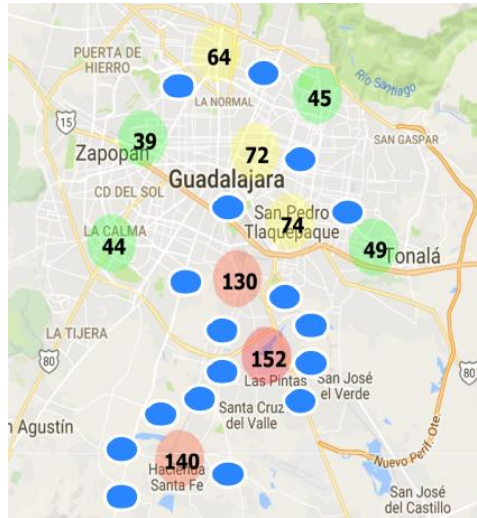 PUERTA DE
HIERRO
64
LA NORMAL
45
Río Santiago
15
39
Zapopan
72
SAN GASPAR
CD DEL SOL
Guadalajara
San Pedro
Tlaquepaque
74
LA CALMA
44
49
Tonalá
130
LA TIJERA
80
152
Las Pintas
San José
el Verde
80
Santa Cruz
del Valle
n Agustín
140
Hacienda
Santa Fe
Nuevo Perif. Ote.
San José
del Castillo